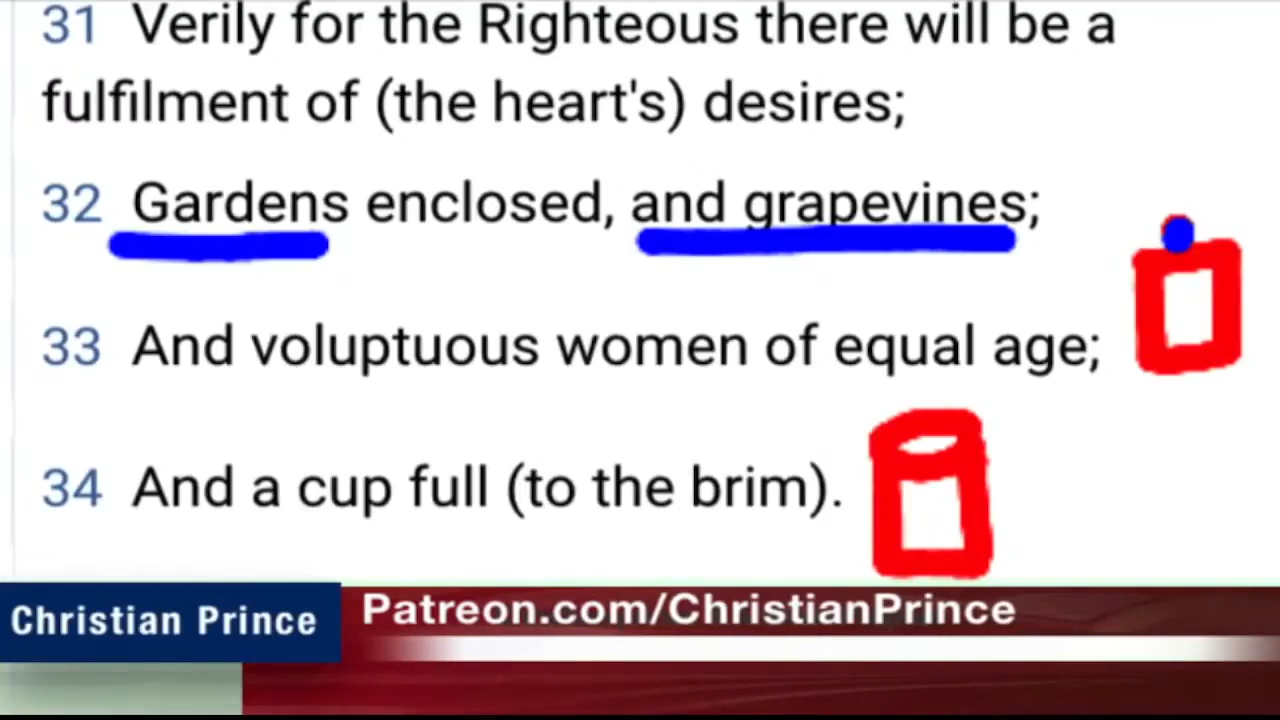 31 Verily for the Righteous there will be a
fulfilment of (the heart's) desires;
32 Gardens enclosed, and grapevines;
33 And voluptuous women of equal age;
34 And a cup full (to the brim).
Christian Prince
Patreon.com/ChristianPrince